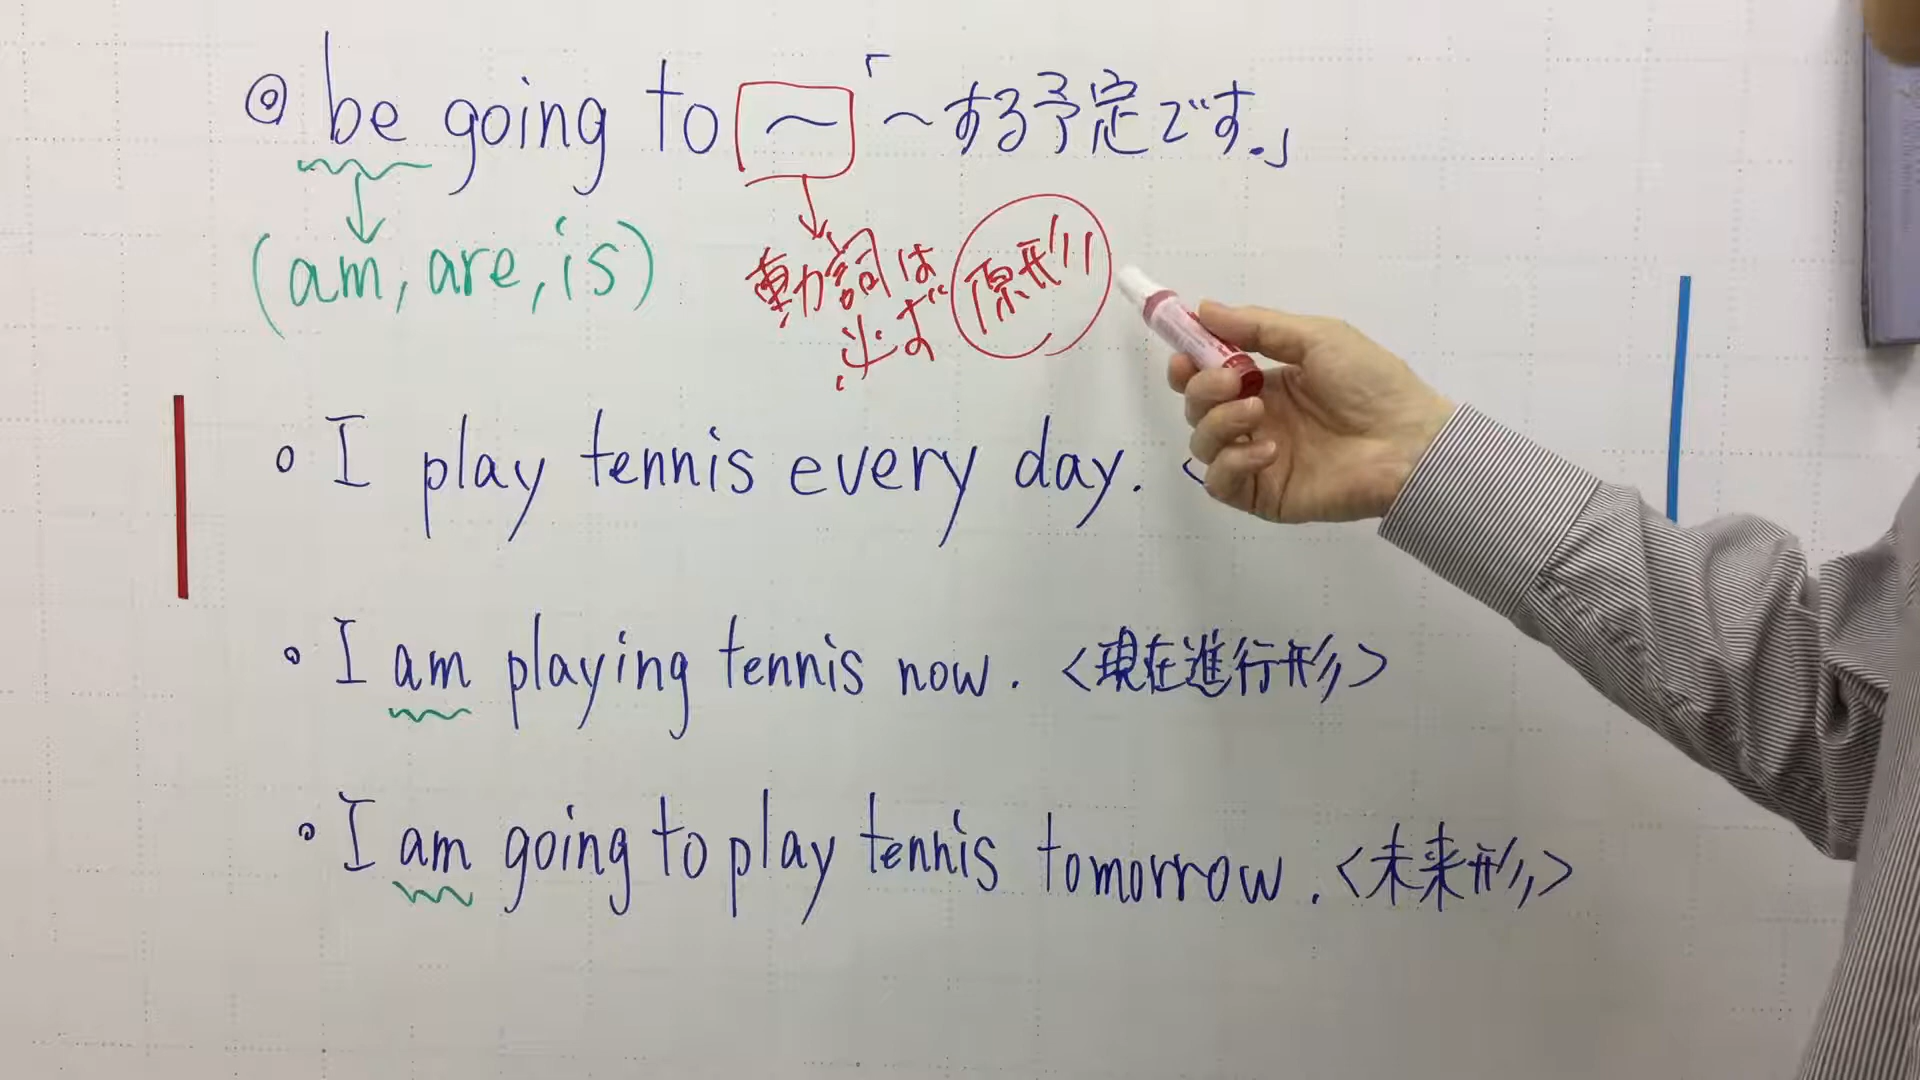 ◎ be going to 〜 「〜する予定です.」
(am, are, is)
動詞は
必ず 原形!!
○ I play tennis every day. <
○ I am playing tennis now. <現在進行形>
○ I am going to play tennis tomorrow. <未来形>